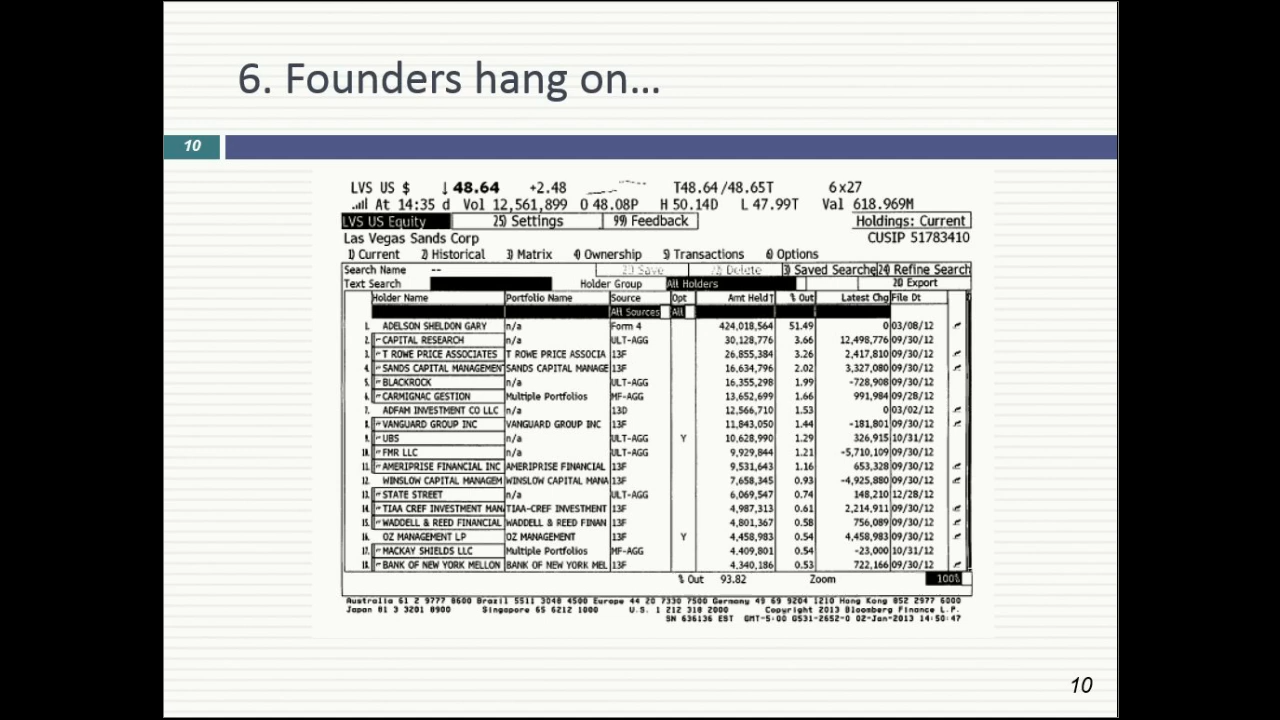 6. Founders hang on...
10
LVS US $ ↓ 48.64 +2.48 T48.64/48.65T 6x27
At 14:35 d Vol 12,561,899 O 48.08P H 50.14D L 47.99T Val 618.969M
LVS US Equity 25) Settings 99) Feedback Holdings: Current
Las Vegas Sands Corp CUSIP 51783410
1) Current 2) Historical 3) Matrix 4) Ownership 5) Transactions 6) Options
Search Name -- Save Delete Saved Searche 24) Refine Search
Text Search Holder Group All Holders 20) Export
Holder Name Portfolio Name Source Opt Amt Held↑ % Out Latest Chg File Dt
All Sources All
1. ADELSON SHELDON GARY n/a Form 4 424,018,564 51.49 0 03/08/12
2. CAPITAL RESEARCH n/a ULT-AGG 30,128,776 3.66 12,498,776 09/30/12
3. T ROWE PRICE ASSOCIATES T ROWE PRICE ASSOCIA 13F 26,855,384 3.26 2,417,810 09/30/12
4. SANDS CAPITAL MANAGEMEN SANDS CAPITAL MANAGE 13F 16,634,796 2.02 3,327,080 09/30/12
5. BLACKROCK n/a ULT-AGG 16,355,298 1.99 -728,908 09/30/12
6. CARMIGNAC GESTION Multiple Portfolios MF-AGG 13,652,699 1.66 991,984 09/28/12
7. ADFAM INVESTMENT CO LLC n/a 13D 12,566,710 1.53 0 03/02/12
8. VANGUARD GROUP INC VANGUARD GROUP INC 13F 11,843,050 1.44 -181,801 09/30/12
9. UBS n/a ULT-AGG Y 10,628,990 1.29 326,915 10/31/12
10. FMR LLC n/a ULT-AGG 9,929,844 1.21 -5,710,109 09/30/12
11. AMERIPRISE FINANCIAL INC AMERIPRISE FINANCIAL 13F 9,531,643 1.16 653,328 09/30/12
12. WINSLOW CAPITAL MANAGEM WINSLOW CAPITAL MANA 13F 7,658,345 0.93 -4,925,880 09/30/12
13. STATE STREET n/a ULT-AGG 6,069,547 0.74 148,210 12/28/12
14. TIAA CREF INVESTMENT MAN TIAA-CREF INVESTMENT 13F 4,987,313 0.61 2,214,911 09/30/12
15. WADDELL & REED FINANCIAL WADDELL & REED FINAN 13F 4,801,367 0.58 756,089 09/30/12
16. OZ MANAGEMENT LP OZ MANAGEMENT 13F Y 4,458,983 0.54 4,458,983 09/30/12
17. MACKAY SHIELDS LLC Multiple Portfolios MF-AGG 4,409,801 0.54 -23,000 10/31/12
18. BANK OF NEW YORK MELLON BANK OF NEW YORK MEL 13F 4,340,186 0.53 722,166 09/30/12
% Out 93.82 Zoom 100%
Australia 61 2 9777 8600 Brazil 5511 3048 4500 Europe 44 20 7330 7500 Germany 49 69 9204 1210 Hong Kong 852 2977 6000
Japan 81 3 3201 8900 Singapore 65 6212 1000 U.S. 1 212 318 2000 Copyright 2013 Bloomberg Finance L.P.
SN 636136 EST GMT-5:00 G531-2652-0 02-Jan-2013 14:50:47
10